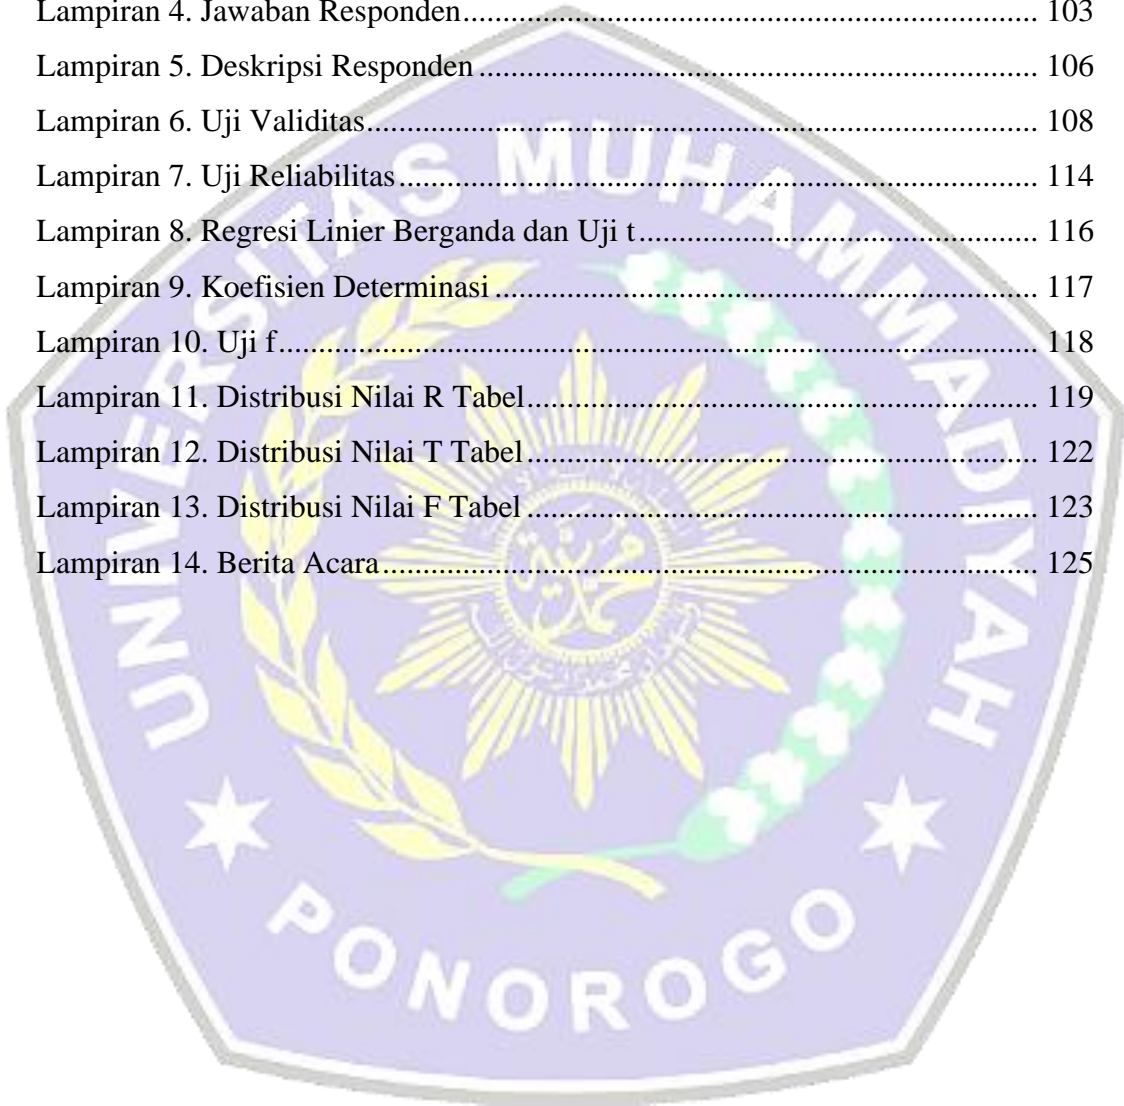 Lampiran 4. Jawaban Responden.................................................................... 103
Lampiran 5. Deskripsi Responden.................................................................. 106
Lampiran 6. Uji Validitas................................................................................ 108
Lampiran 7. Uji Reliabilitas............................................................................ 114
Lampiran 8. Regresi Linier Berganda dan Uji t............................................... 116
Lampiran 9. Koefisien Determinasi................................................................ 117
Lampiran 10. Uji f.......................................................................................... 118
Lampiran 11. Distribusi Nilai R Tabel............................................................. 119
Lampiran 12. Distribusi Nilai T Tabel............................................................. 122
Lampiran 13. Distribusi Nilai F Tabel............................................................. 123
Lampiran 14. Berita Acara.............................................................................. 125
UNIVERSITAS MUHAMMADIYAH
PONOROGO